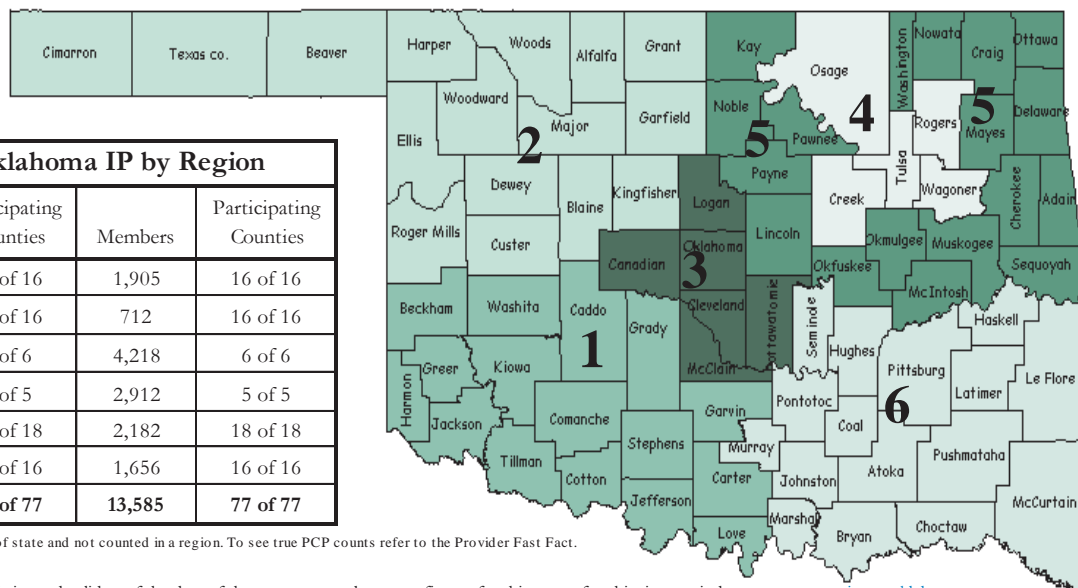 klahoma IP by Region
cipating
unties
Members
Participating
Counties
of 16
1,905
16 of 16
of 16
712
16 of 16
of 6
4,218
6 of 6
of 5
2,912
5 of 5
of 18
2,182
18 of 18
of 16
1,656
16 of 16
of 77
13,585
77 of 77
of state and not counted in a region. To see true PCP counts refer to the Provider Fast Fact.
Cimarron
Texas co.
Beaver
Harper
Woods
Alfalfa
Grant
Kay
Osage
Washington
Nowata
Craig
Ottawa
Woodward
Ellis
Major
Garfield
Noble
Pawnee
Rogers
Mayes
Delaware
2
5
4
5
Dewey
Blaine
Kingfisher
Logan
Payne
Creek
Tulsa
Wagoner
Cherokee
Adair
Roger Mills
Custer
Canadian
Oklahoma
Lincoln
Okfuskee
Okmulgee
Muskogee
Sequoyah
3
Beckham
Washita
Caddo
Grady
Cleveland
McClain
ottawatomie
Seminole
Hughes
McIntosh
Haskell
1
Harmon
Greer
Kiowa
Jackson
Comanche
Tillman
Cotton
Stephens
Jefferson
Garvin
Murray
Carter
Love
Pontotoc
Coal
Pittsburg
Latimer
Le Flore
6
Johnston
Atoka
Pushmataha
McCurtain
Marsha
Bryan
Choctaw